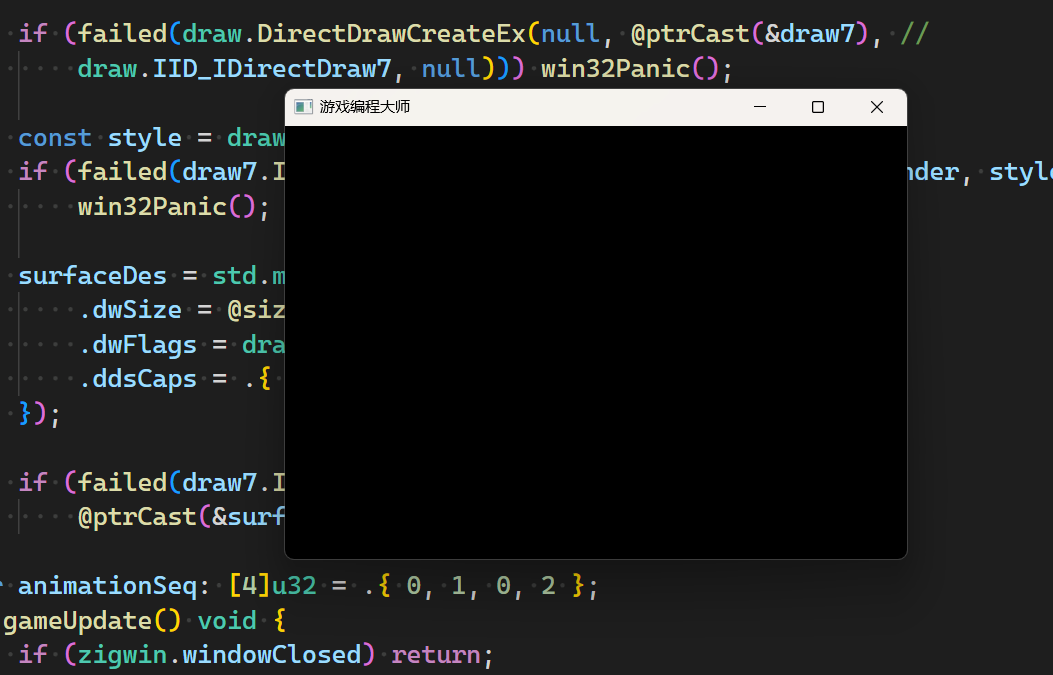 if (failed(draw.DirectDrawCreateEx(null, @ptrCast(&draw7), //
draw.IID_IDirectDraw7, null))) win32Panic();
游戏编程大师
const style = draw
if (failed(draw7.I
nder, style
win32Panic();
surfaceDes = std.m
.dwSize = @siz
.dwFlags = dra
.ddsCaps = .{
});
if (failed(draw7.I
@ptrCast(&surf
animationSeq: [4]u32 = .{ 0, 1, 0, 2 };
gameUpdate() void {
if (zigwin.windowClosed) return;